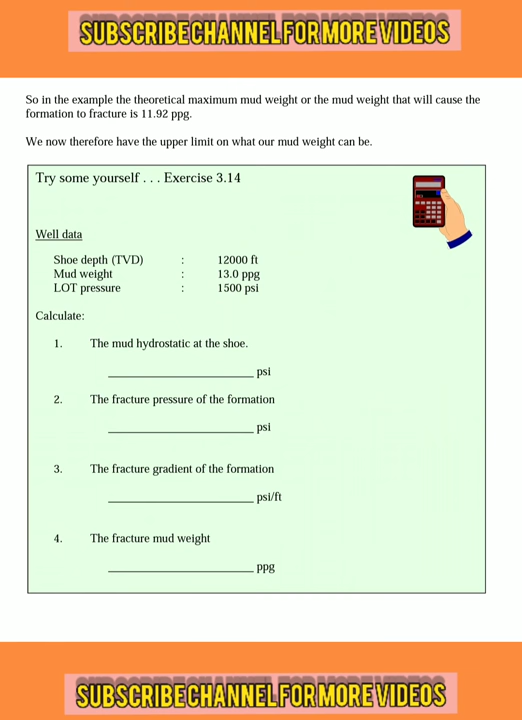 SUBSCRIBE CHANNEL FOR MORE VIDEOS
So in the example the theoretical maximum mud weight or the mud weight that will cause the
formation to fracture is 11.92 ppg.
We now therefore have the upper limit on what our mud weight can be.
Try some yourself . . . Exercise 3.14
Well data
Shoe depth (TVD) : 12000 ft
Mud weight : 13.0 ppg
LOT pressure : 1500 psi
Calculate:
1. The mud hydrostatic at the shoe.
__________________________ psi
2. The fracture pressure of the formation
__________________________ psi
3. The fracture gradient of the formation
__________________________ psi/ft
4. The fracture mud weight
__________________________ ppg
SUBSCRIBE CHANNEL FOR MORE VIDEOS